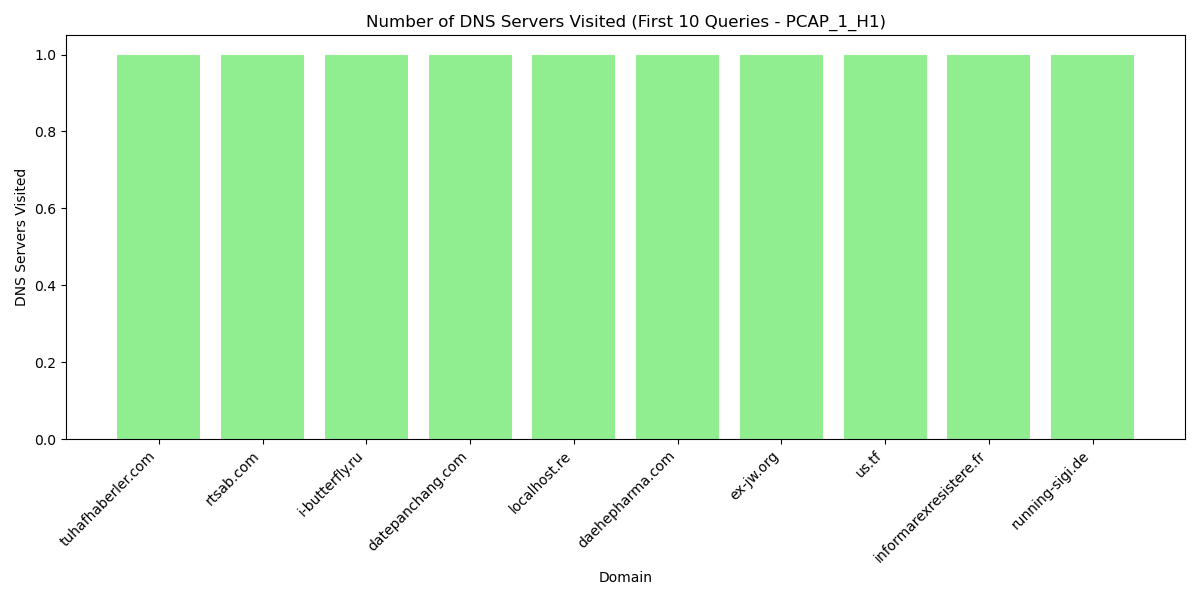 Number of DNS Servers Visited (First 10 Queries - PCAP_1_H1)
DNS Servers Visited
1.0
0.8
0.6
0.4
0.2
0.0
tuhafhaberler.com
rtsab.com
i-butterfly.ru
datepanchang.com
localhost.re
daehepharma.com
ex-jw.org
us.tf
informarexresistere.fr
running-sigi.de
Domain